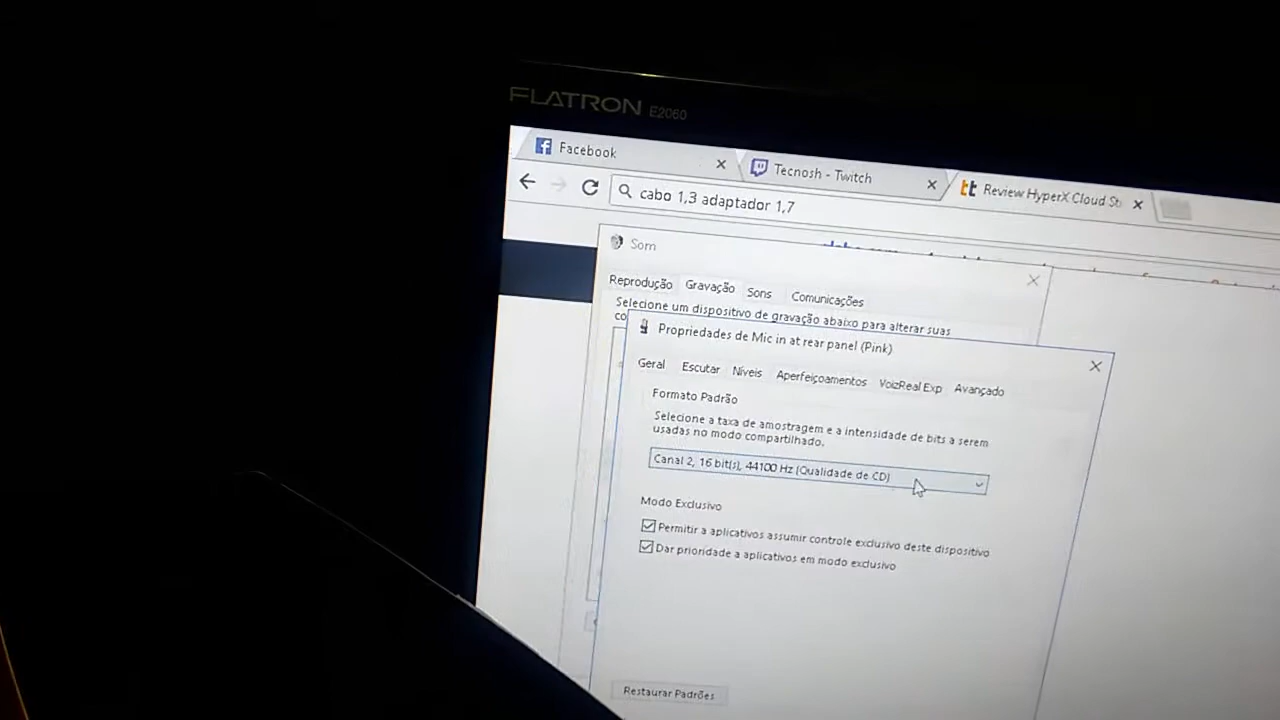 FLATRON E2060
Facebook
Tecnosh - Twitch
Review HyperX Cloud St
cabo 1,3 adaptador 1,7
Som
Reprodução Gravação Sons Comunicações
Selecione um dispositivo de gravação abaixo para alterar suas
co
Propriedades de Mic in at rear panel (Pink)
Geral Escutar Níveis Aperfeiçoamentos VoizReal Exp Avançado
Formato Padrão
Selecione a taxa de amostragem e a intensidade de bits a serem
usadas no modo compartilhado.
Canal 2, 16 bit(s), 44100 Hz (Qualidade de CD)
Modo Exclusivo
Permitir a aplicativos assumir controle exclusivo deste dispositivo
Dar prioridade a aplicativos em modo exclusivo
Restaurar Padrões